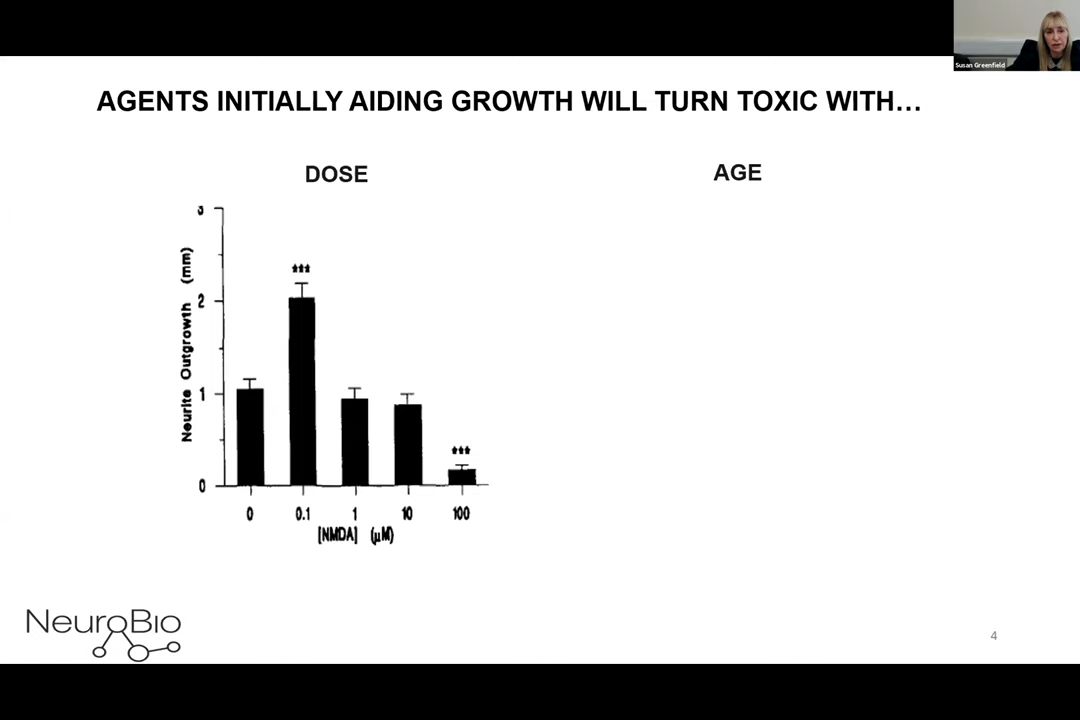 Susan Greenfield
AGENTS INITIALLY AIDING GROWTH WILL TURN TOXIC WITH…
DOSE
AGE
Neurite Outgrowth (mm)
3
2
1
0
***
***
0 0.1 1 10 100
[NMDA] (μM)
NeuroBio
4